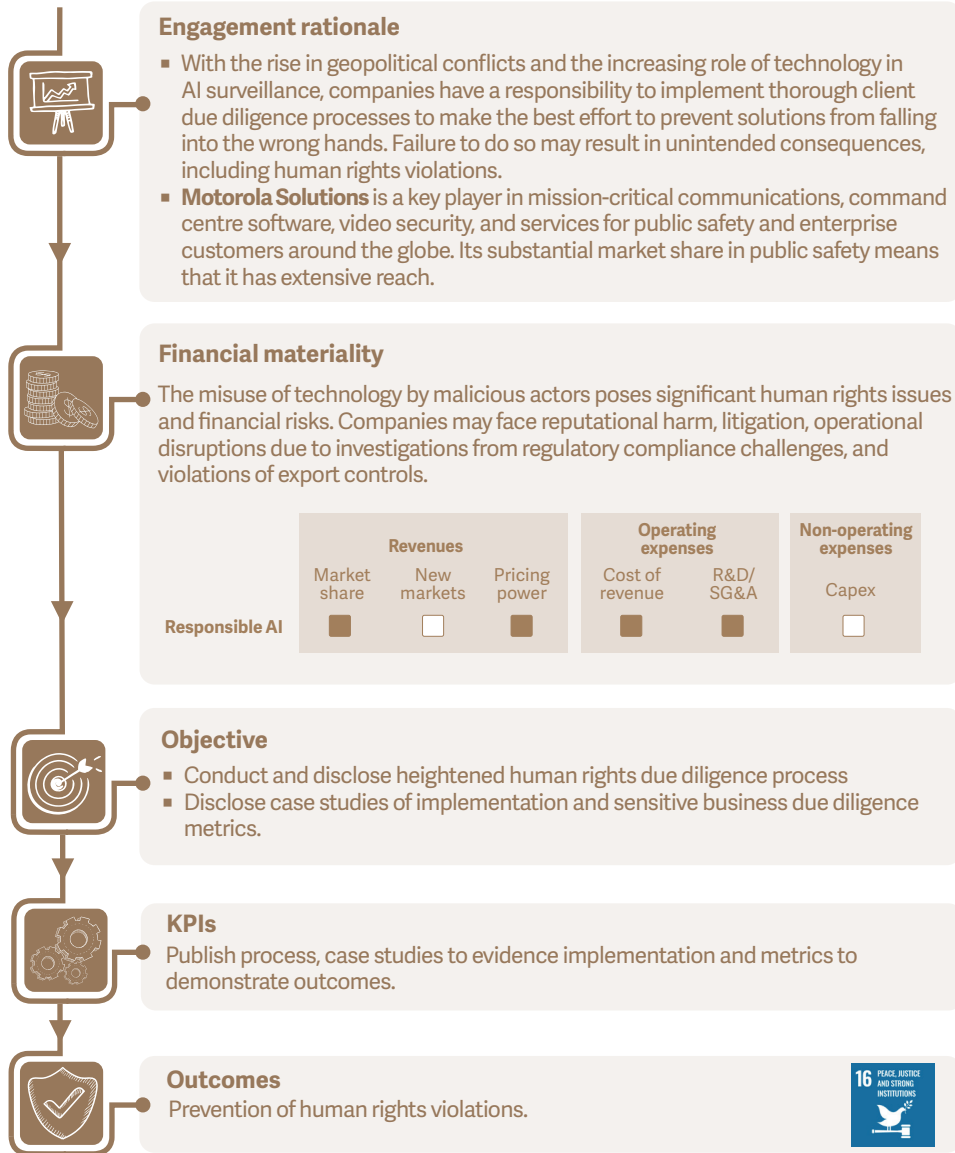 Engagement rationale
▪ With the rise in geopolitical conflicts and the increasing role of technology in
AI surveillance, companies have a responsibility to implement thorough client
due diligence processes to make the best effort to prevent solutions from falling
into the wrong hands. Failure to do so may result in unintended consequences,
including human rights violations.
▪ Motorola Solutions is a key player in mission-critical communications, command
centre software, video security, and services for public safety and enterprise
customers around the globe. Its substantial market share in public safety means
that it has extensive reach.
Financial materiality
The misuse of technology by malicious actors poses significant human rights issues
and financial risks. Companies may face reputational harm, litigation, operational
disruptions due to investigations from regulatory compliance challenges, and
violations of export controls.
Revenues
Operating
expenses
Non-operating
expenses
Market
share
New
markets
Pricing
power
Cost of
revenue
R&D/
SG&A
Capex
Responsible AI
Objective
▪ Conduct and disclose heightened human rights due diligence process
▪ Disclose case studies of implementation and sensitive business due diligence
metrics.
KPIs
Publish process, case studies to evidence implementation and metrics to
demonstrate outcomes.
Outcomes
Prevention of human rights violations.
16 PEACE, JUSTICE
AND STRONG
INSTITUTIONS